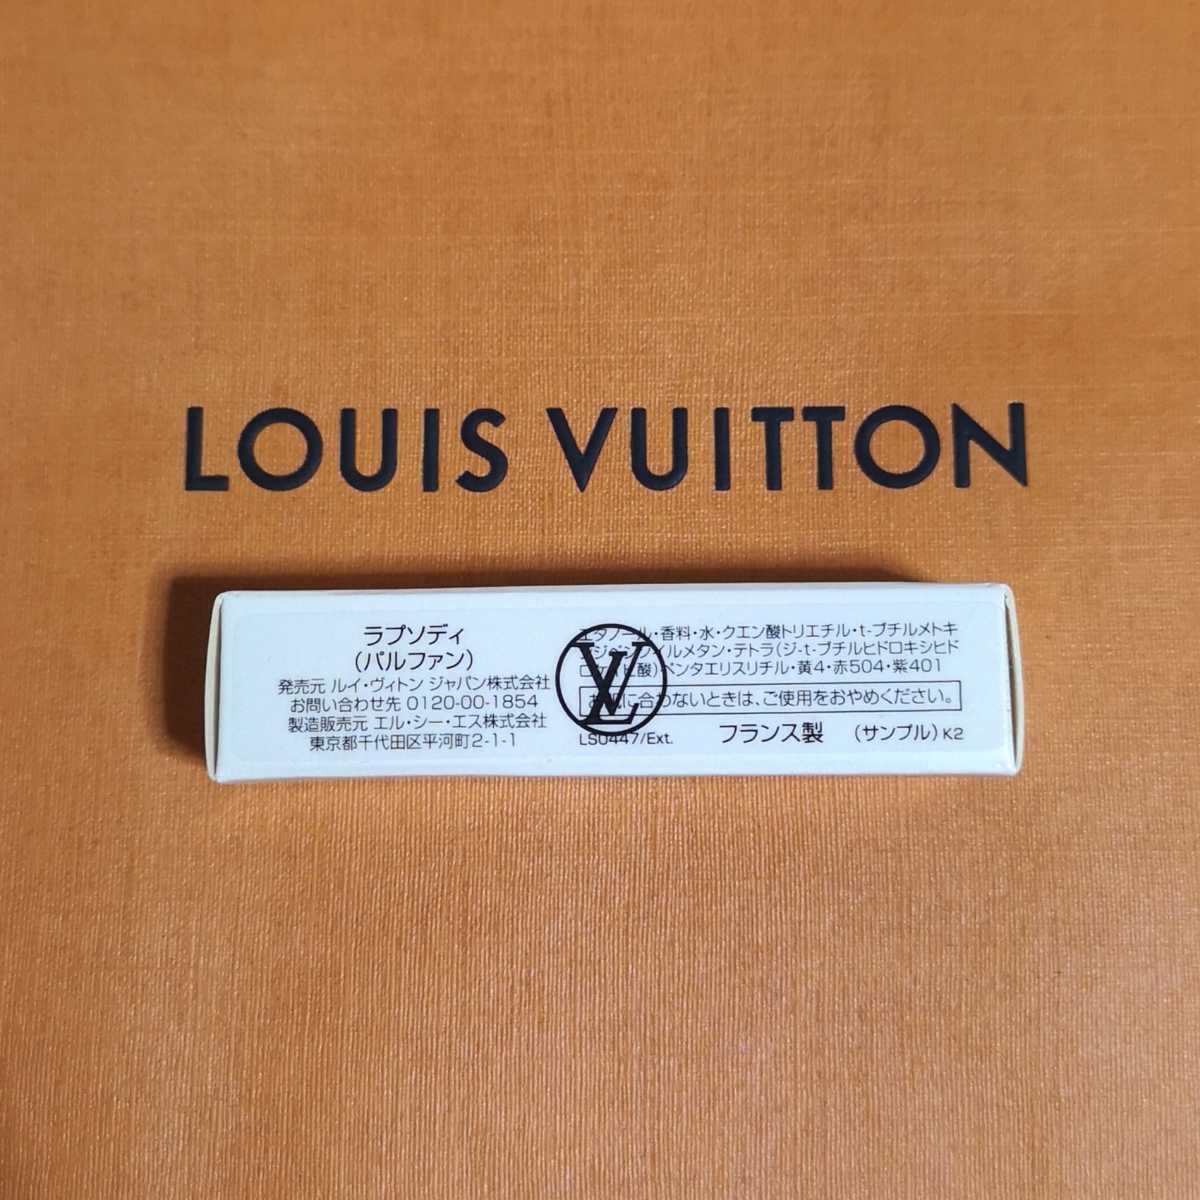 LOUIS VUITTON
ラプソディ
(パルファン)
発売元 ルイ・ヴィトン ジャパン株式会社
お問い合わせ先 0120-00-1854
製造販売元 エル・シー・エス株式会社
東京都千代田区平河町2-1-1
エタノール・香料・水・クエン酸トリエチル・t-ブチルメトキ
シジベンゾイルメタン・テトラ(ジ-t-ブチルヒドロキシヒド
ロケイヒ酸)ペンタエリスリチル・黄4・赤504・紫401
お肌に合わないときは、ご使用をおやめください。
LS0447/Ext. フランス製 (サンプル) K2
LV